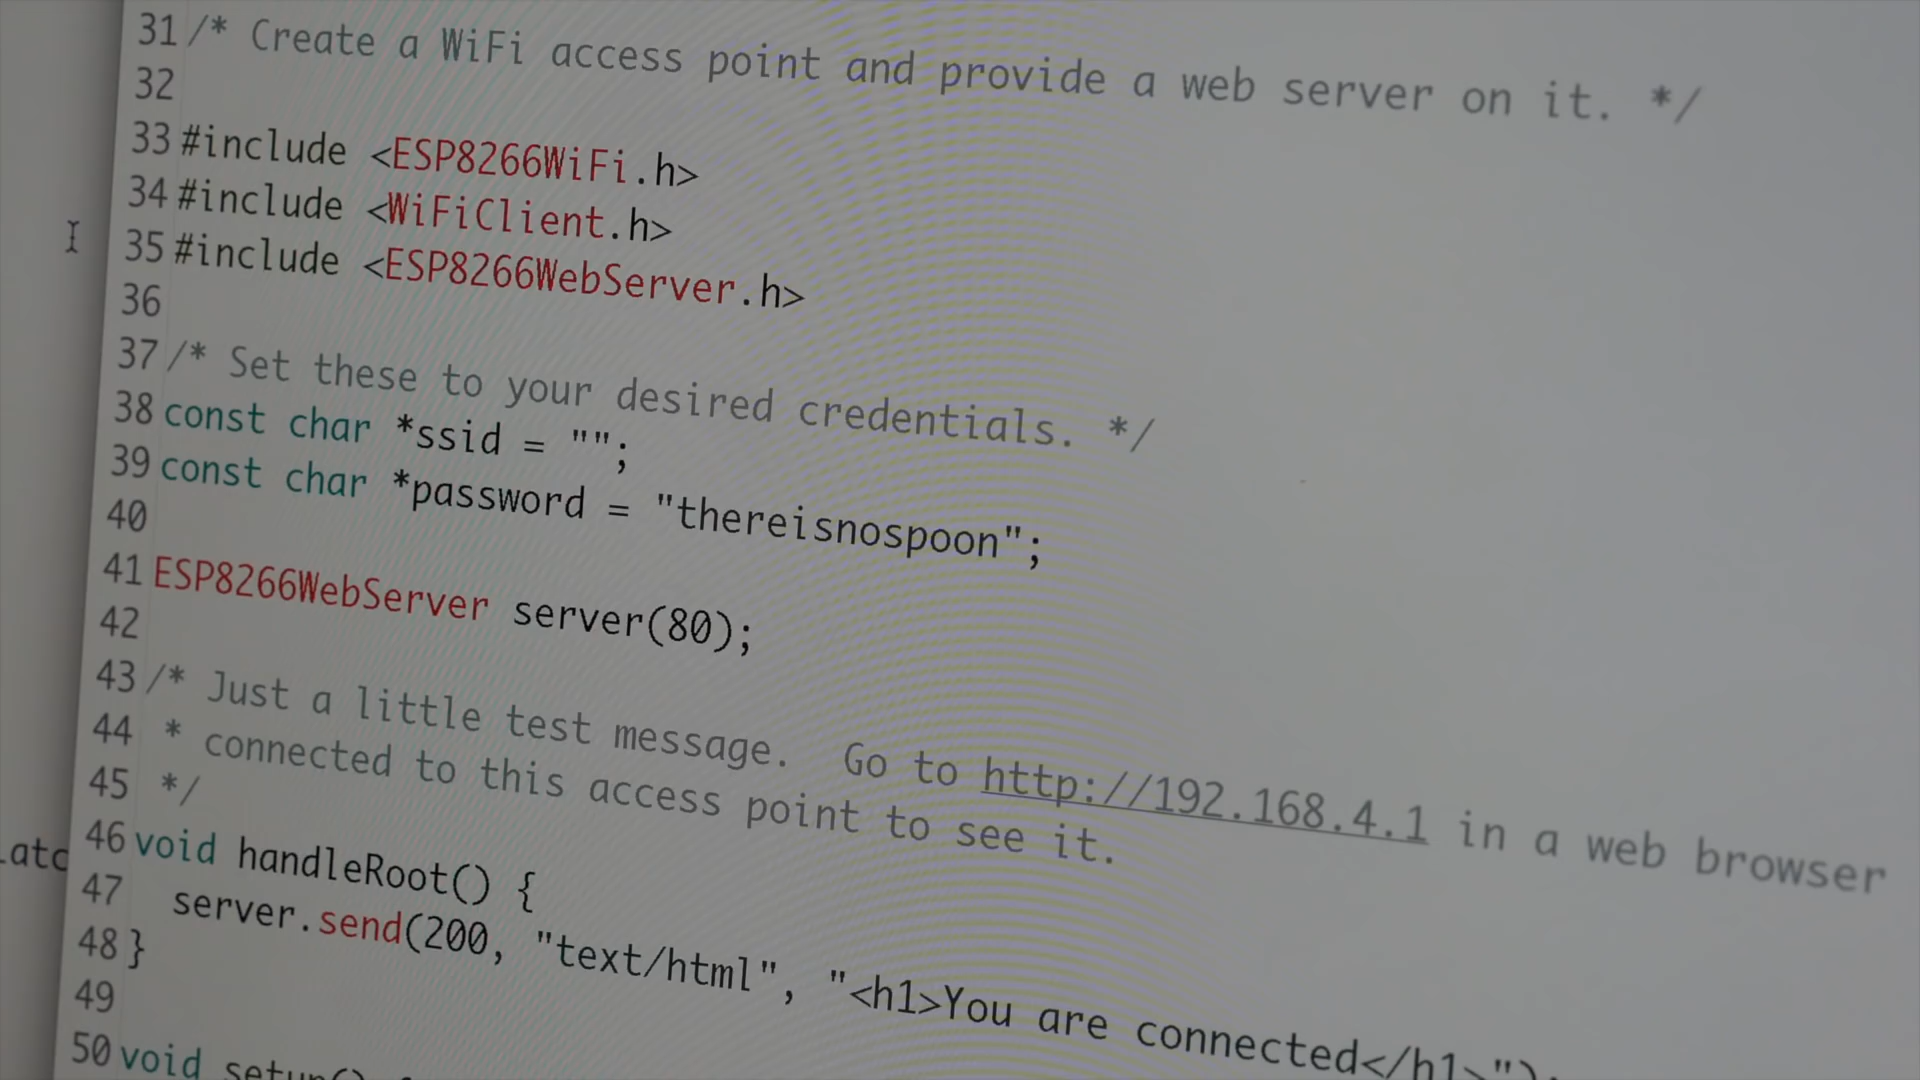 31 /* Create a WiFi access point and provide a web server on it. */
32
33 #include <ESP8266WiFi.h>
34 #include <WiFiClient.h>
35 #include <ESP8266WebServer.h>
36
37 /* Set these to your desired credentials. */
38 const char *ssid = "";
39 const char *password = "thereisnospoon";
40
41 ESP8266WebServer server(80);
42
43 /* Just a little test message.  Go to http://192.168.4.1 in a web browser
44  * connected to this access point to see it.
45  */
46 void handleRoot() {
47   server.send(200, "text/html", "<h1>You are connected</h1>");
48 }
49
50 void setup() {